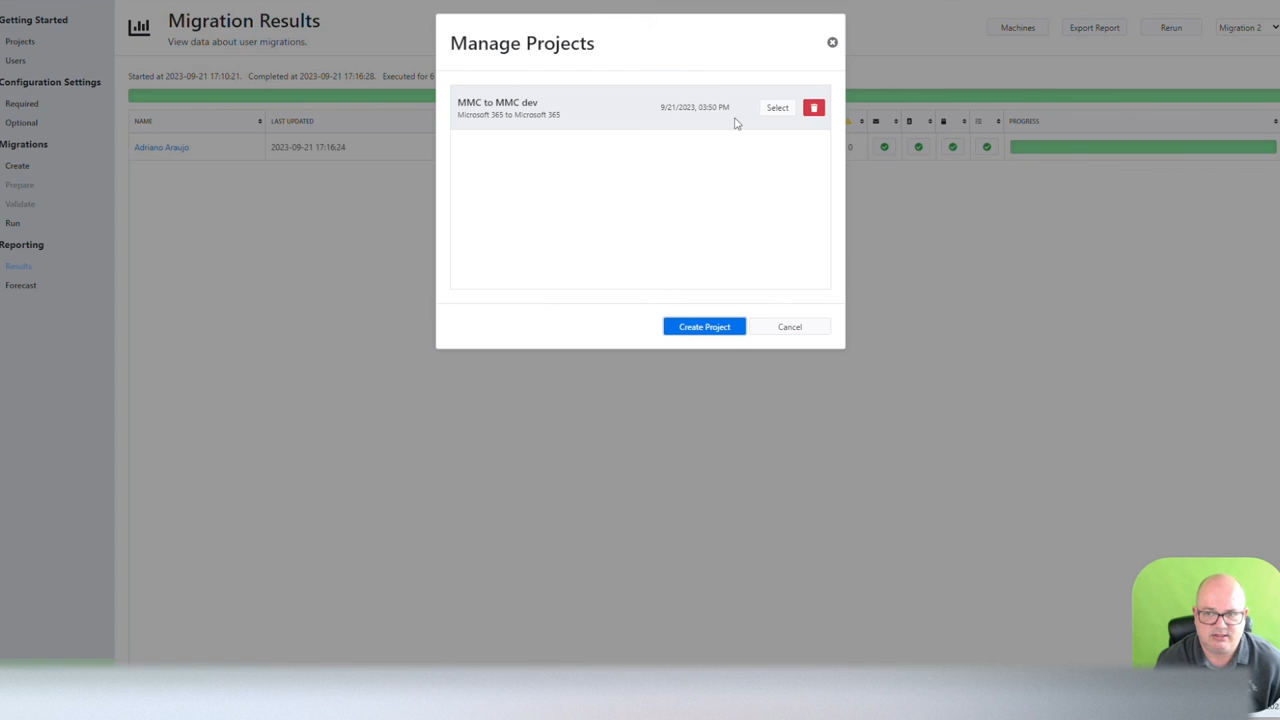 Getting Started
Projects
Users
Configuration Settings
Required
Optional
Migrations
Create
Prepare
Validate
Run
Reporting
Results
Forecast
Migration Results
View data about user migrations.
Machines
Export Report
Rerun
Migration 2
Started at 2023-09-21 17:10:21. Completed at 2023-09-21 17:16:28. Executed for 6
NAME
LAST UPDATED
PROGRESS
Adriano Araujo
2023-09-21 17:16:24
0
Manage Projects
MMC to MMC dev
Microsoft 365 to Microsoft 365
9/21/2023, 03:50 PM
Select
Create Project
Cancel